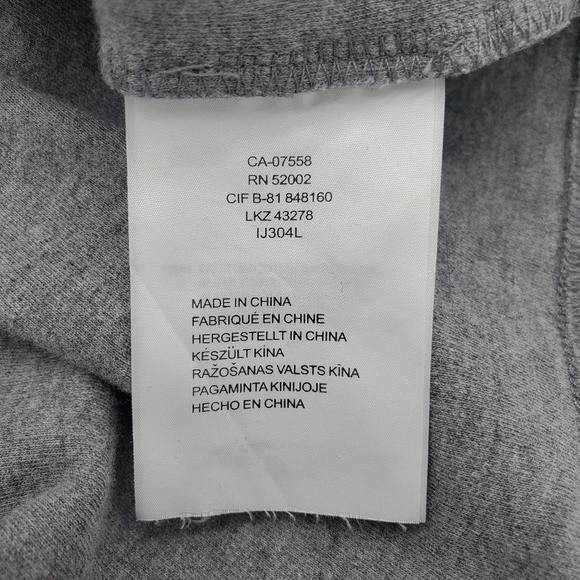 CA-07558
RN 52002
CIF B-81 848160
LKZ 43278
IJ304L
MADE IN CHINA
FABRIQUÉ EN CHINE
HERGESTELLT IN CHINA
KÉSZÜLT KÍNA
RAŽOŠANAS VALSTS KĪNA
PAGAMINTA KINIJOJE
HECHO EN CHINA